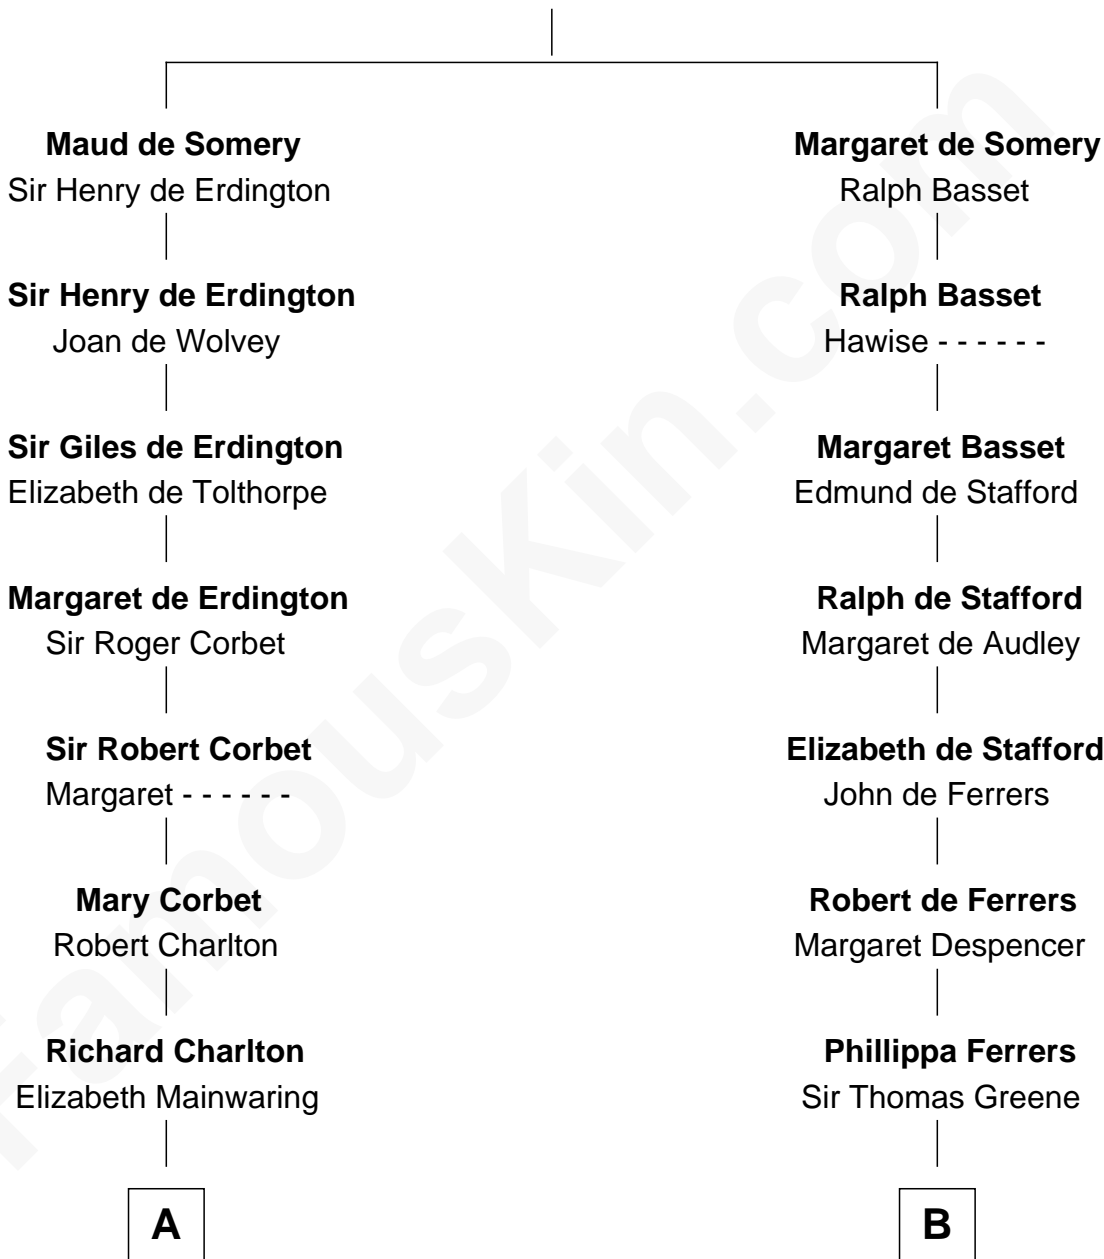 Maud de Somery
Sir Henry de Erdington
Sir Henry de Erdington
Joan de Wolvey
Sir Giles de Erdington
Elizabeth de Tolthorpe
Margaret de Erdington
Sir Roger Corbet
Sir Robert Corbet
Margaret - - - - - -
Mary Corbet
Robert Charlton
Richard Charlton
Elizabeth Mainwaring
A
Margaret de Somery
Ralph Basset
Ralph Basset
Hawise - - - - - -
Margaret Basset
Edmund de Stafford
Ralph de Stafford
Margaret de Audley
Elizabeth de Stafford
John de Ferrers
Robert de Ferrers
Margaret Despencer
Phillippa Ferrers
Sir Thomas Greene
B
FamousKin.com